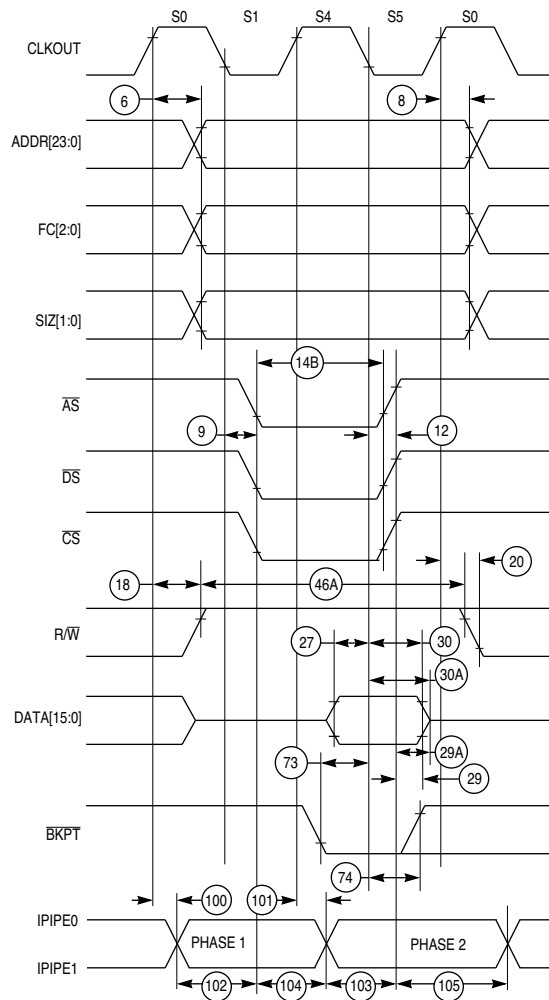 S0 S1 S4 S5 S0
CLKOUT
6 8
ADDR[23:0]
FC[2:0]
SIZ[1:0]
14B
AS
9 12
DS
CS
18 46A 20
R/W
27 30
30A
DATA[15:0]
29A
73 29
BKPT
74
100 101
IPIPE0
PHASE 1 PHASE 2
IPIPE1
102 104 103 105